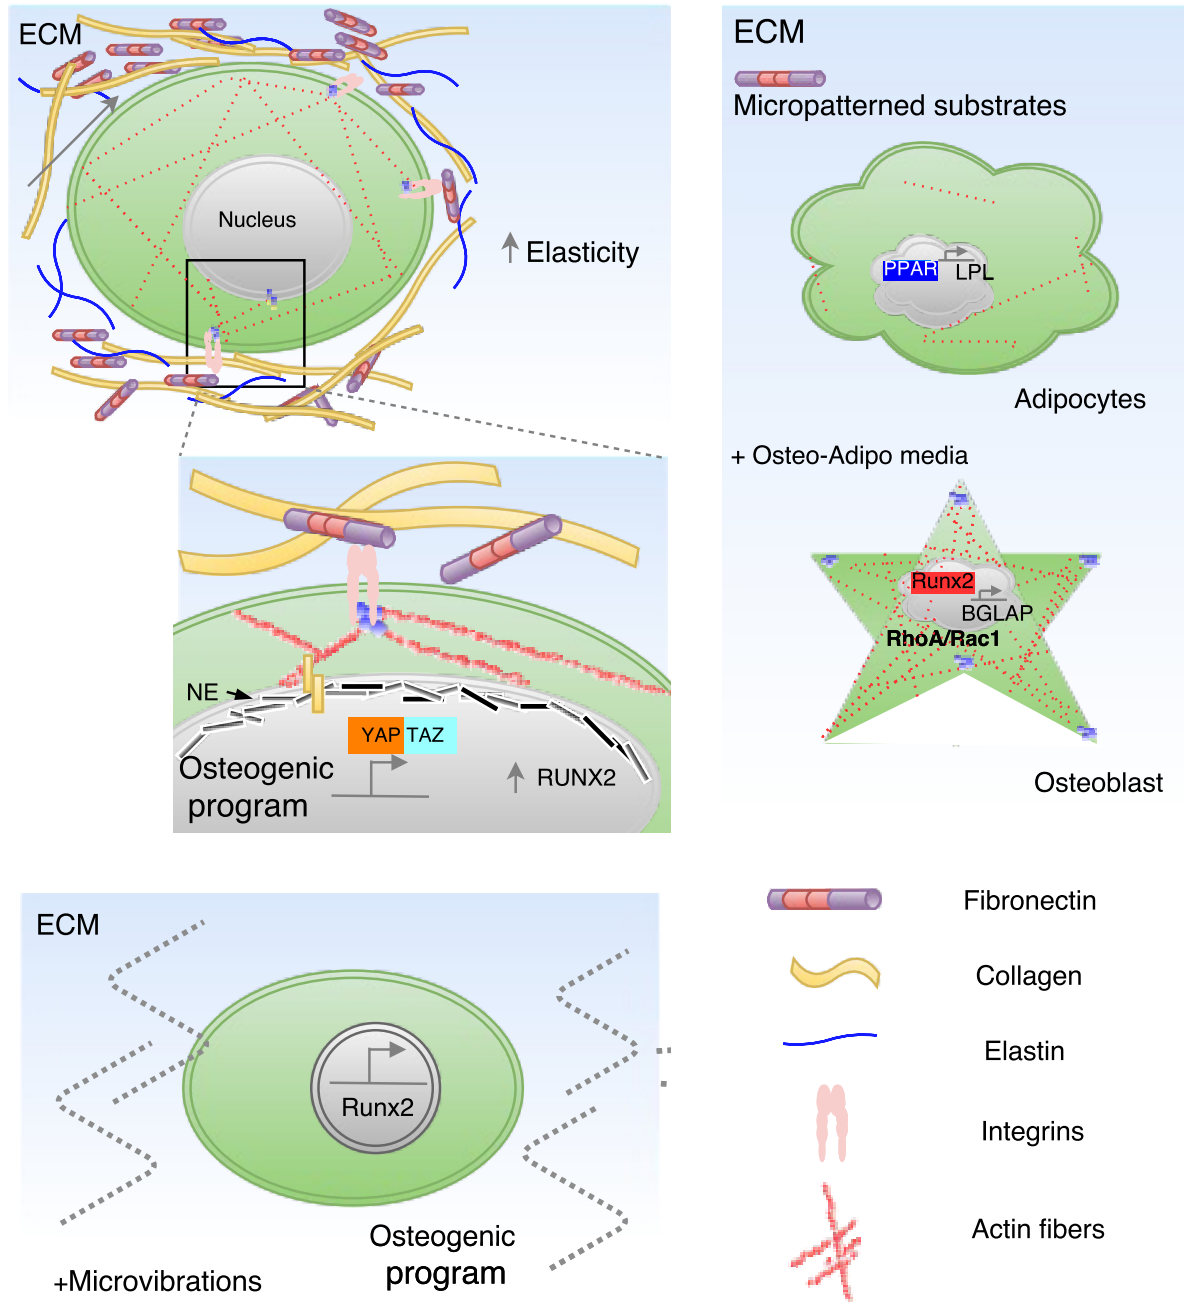 ECM
Nucleus
Elasticity
NE
YAP TAZ
Osteogenic
program
RUNX2
ECM
Micropatterned substrates
PPAR
LPL
Adipocytes
+ Osteo-Adipo media
Runx2
BGLAP
RhoA/Rac1
Osteoblast
ECM
Runx2
Osteogenic
program
+Microvibrations
Fibronectin
Collagen
Elastin
Integrins
Actin fibers